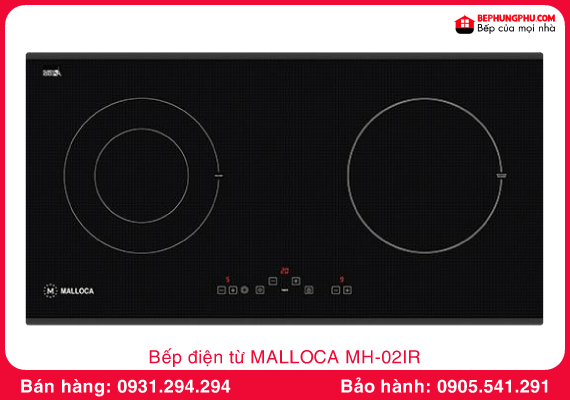 BEPHUNGPHU.COM
Bếp của mọi nhà
20
5
9
M MALLOCA
Bếp điện từ MALLOCA MH-02IR
Bán hàng: 0931.294.294
Bảo hành: 0905.541.291